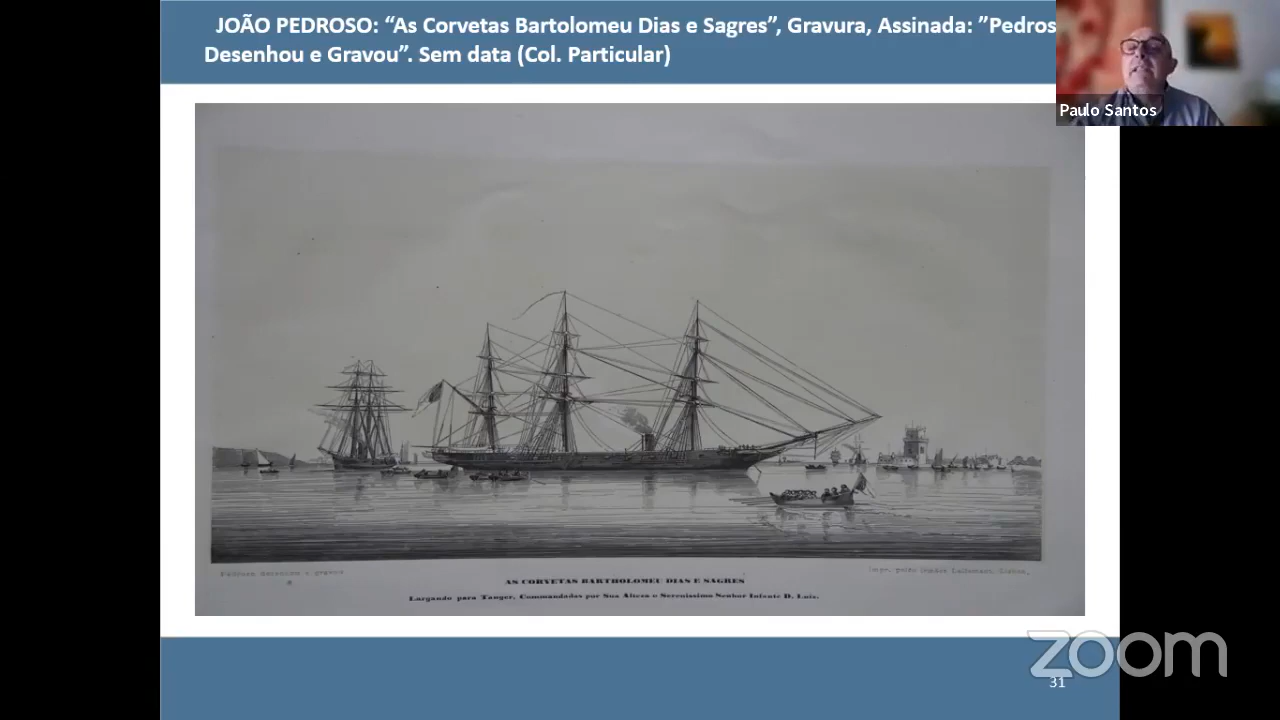 JOÃO PEDROSO: “As Corvetas Bartolomeu Dias e Sagres”, Gravura, Assinada: ”Pedros
Desenhou e Gravou”. Sem data (Col. Particular)
Paulo Santos
AS CORVETAS BARTHOLOMEU DIAS E SAGRES
Largando para Tanger, Commandadas por Sua Alteza o Serenissimo Senhor Infante D. Luiz.
zoom
31